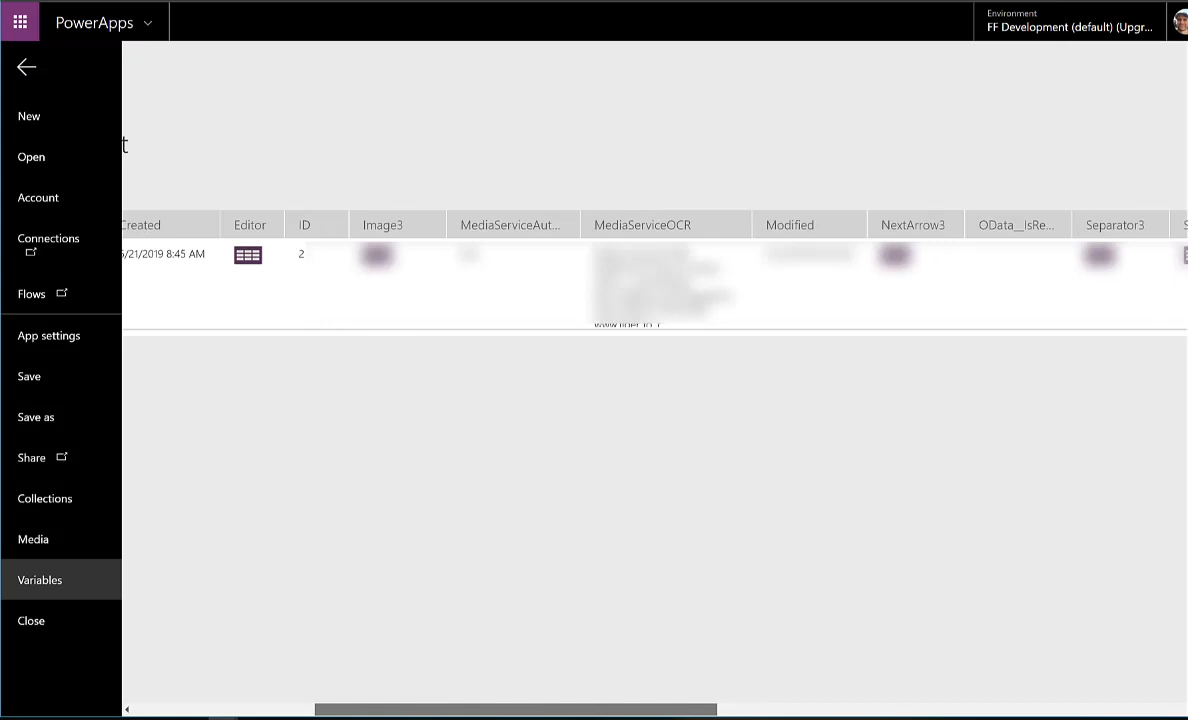 PowerApps
Environment
FF Development (default) (Upgr...
New
Open
Account
Connections
Flows
App settings
Save
Save as
Share
Collections
Media
Variables
Close
t
Created Editor ID Image3 MediaServiceAut... MediaServiceOCR Modified NextArrow3 OData__IsRe... Separator3 S
/21/2019 8:45 AM 2